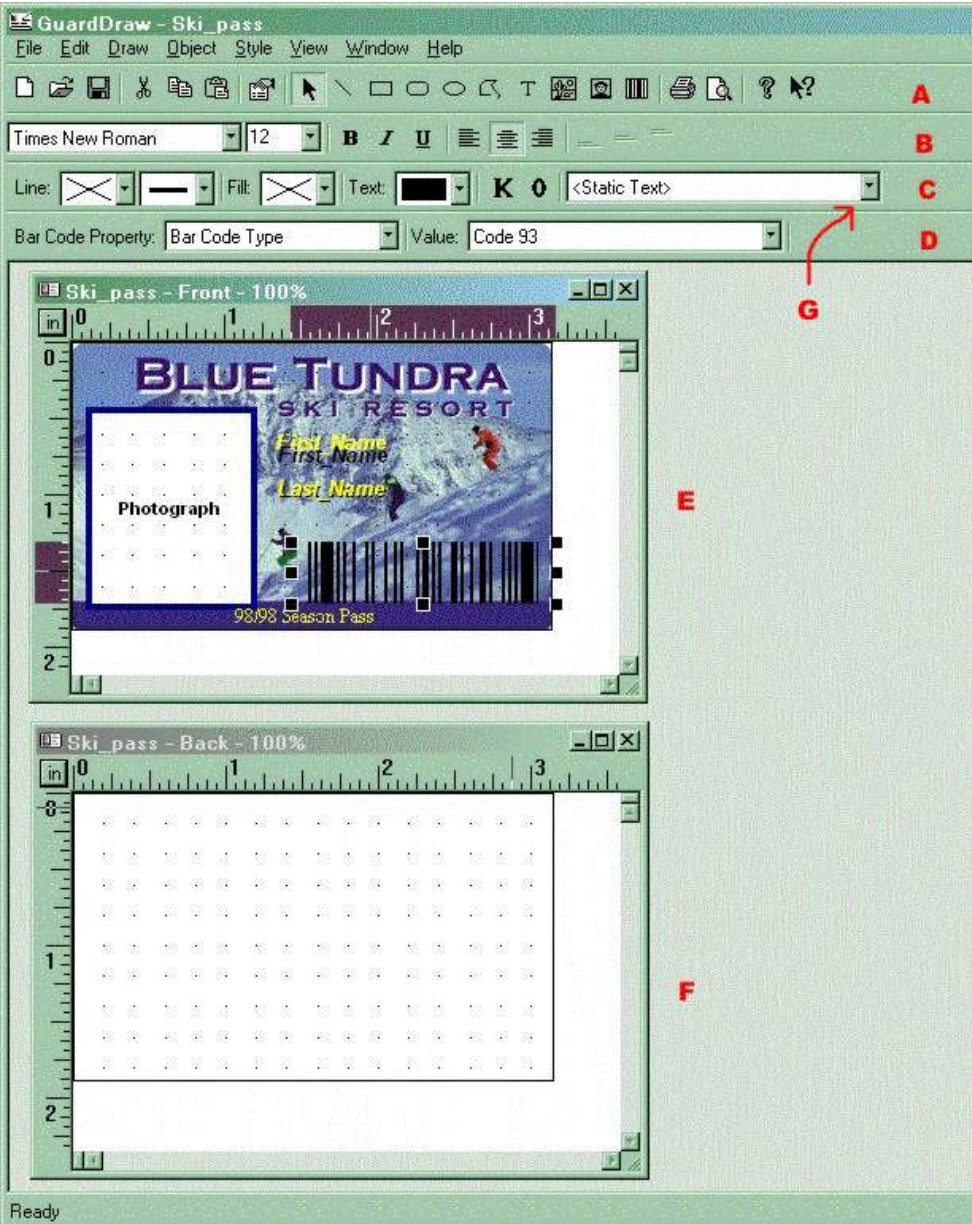 GuardDraw - Ski_pass
File Edit Draw Object Style View Window Help
A
Times New Roman 12 B I U B
Line: Fill: Text: K O <Static Text> C
Bar Code Property: Bar Code Type Value: Code 93 D
G
Ski_pass - Front - 100%
in 0 1 2 3
0
BLUE TUNDRA
SKI RESORT
First_Name
First_Name
Last_Name
1
Photograph
E
98/98 Season Pass
2
Ski_pass - Back - 100%
in 0 1 2 3
0
1
F
2
Ready